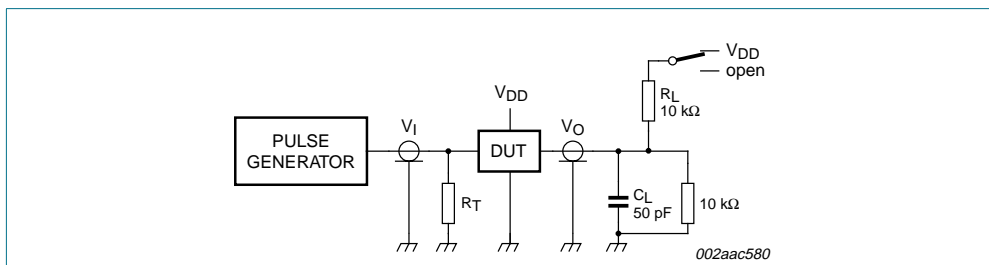 VDD
open
RL
10 kΩ
VDD
VI
VO
PULSE
GENERATOR
DUT
RT
CL
50 pF
10 kΩ
002aac580